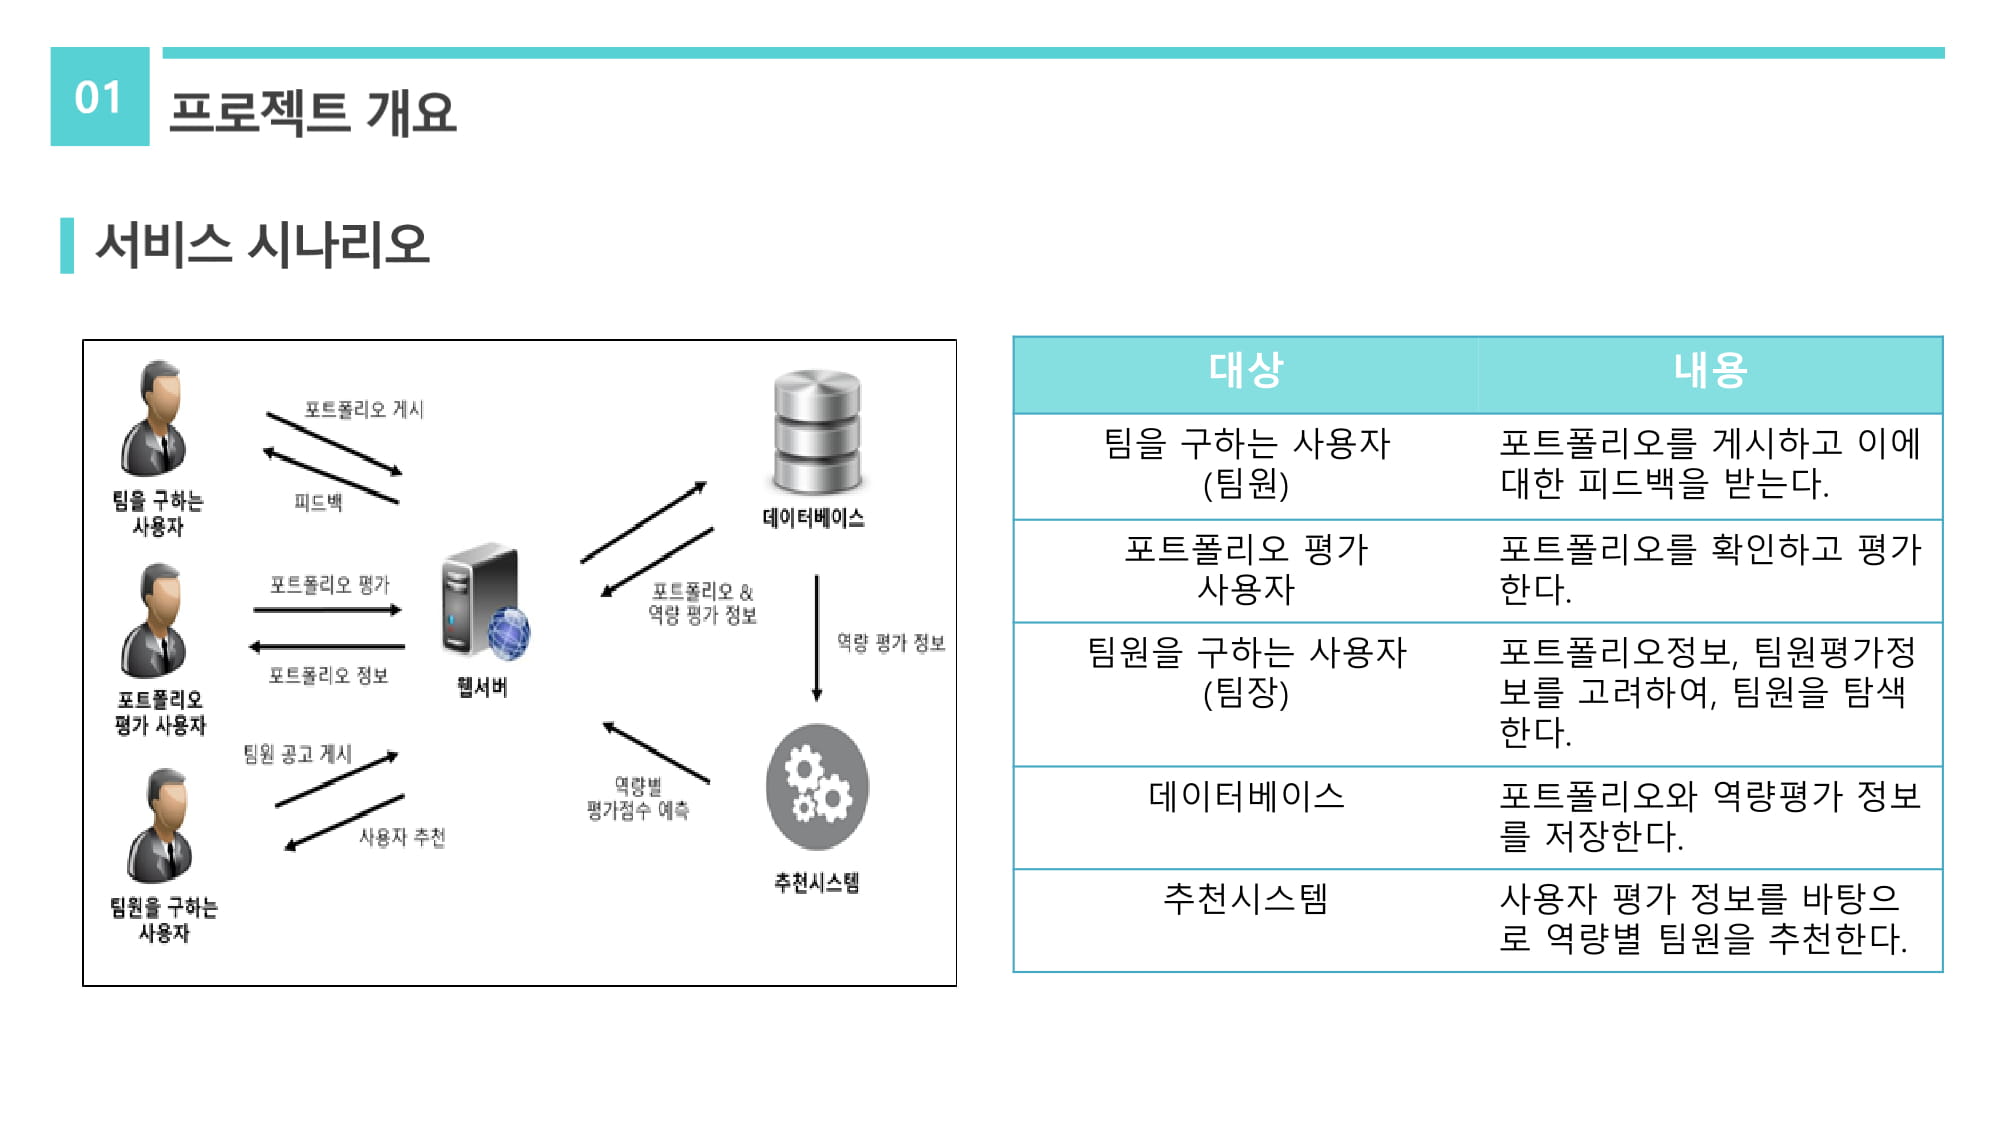 01
프로젝트 개요
서비스 시나리오
포트폴리오 게시
피드백
팀을 구하는
사용자
포트폴리오 평가
포트폴리오 정보
포트폴리오
평가 사용자
팀원 공고 게시
사용자 추천
팀원을 구하는
사용자
웹서버
데이터베이스
포트폴리오 &
역량 평가 정보
역량 평가 정보
역량별
평가점수 예측
추천시스템
대상
내용
팀을 구하는 사용자
(팀원)
포트폴리오를 게시하고 이에
대한 피드백을 받는다.
포트폴리오 평가
사용자
포트폴리오를 확인하고 평가
한다.
팀원을 구하는 사용자
(팀장)
포트폴리오정보, 팀원평가정
보를 고려하여, 팀원을 탐색
한다.
데이터베이스
포트폴리오와 역량평가 정보
를 저장한다.
추천시스템
사용자 평가 정보를 바탕으
로 역량별 팀원을 추천한다.